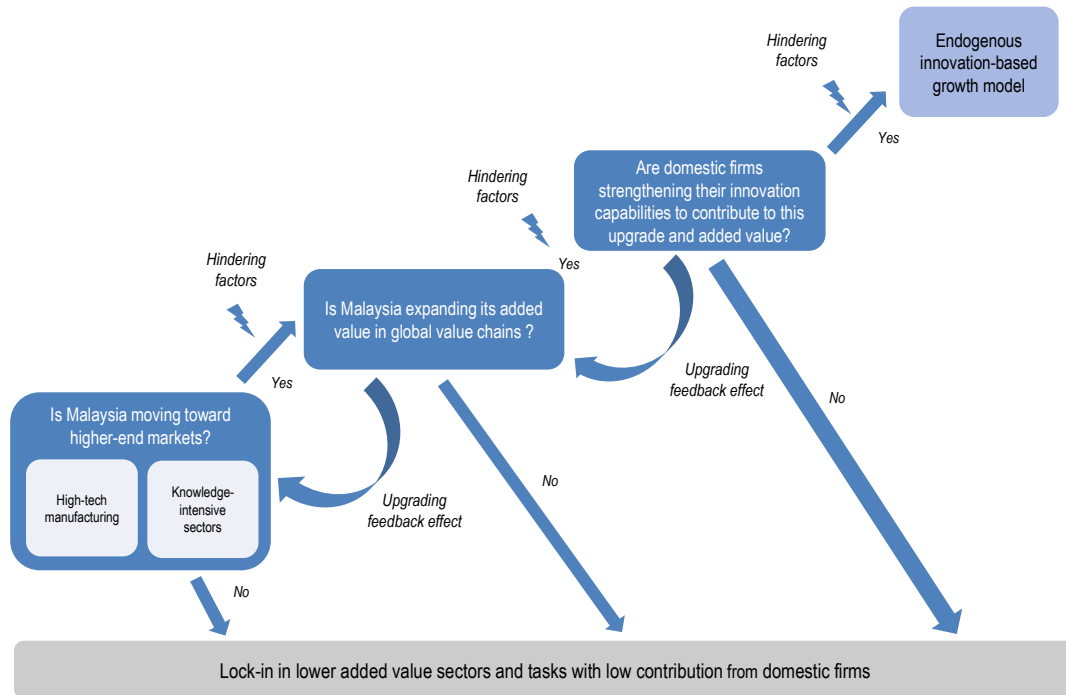 Hindering
factors
Endogenous
innovation-based
growth model
Yes
Hindering
factors
Are domestic firms
strengthening their innovation
capabilities to contribute to this
upgrade and added value?
Yes
Hindering
factors
Is Malaysia expanding its added
value in global value chains ?
Upgrading
feedback effect
Yes
No
Is Malaysia moving toward
higher-end markets?
High-tech
manufacturing
Knowledge-
intensive
sectors
Upgrading
feedback effect
No
No
Lock-in in lower added value sectors and tasks with low contribution from domestic firms